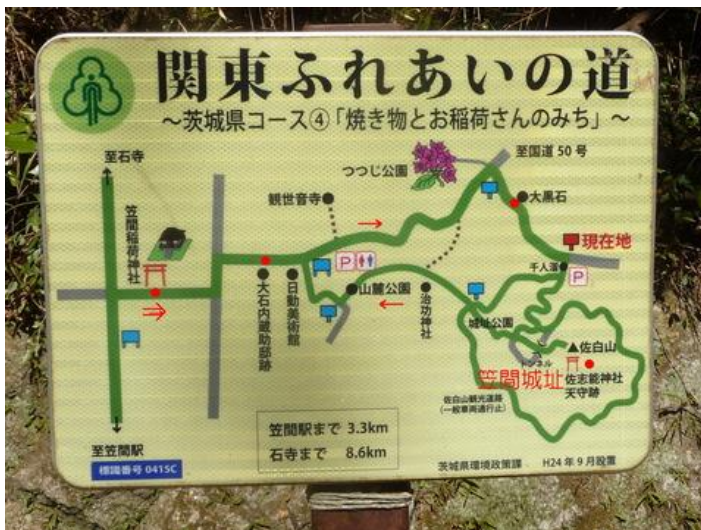 関東ふれあいの道
～茨城県コース④「焼き物とお稲荷さんのみち」～
至石寺
至国道50号
つつじ公園
観世音寺
大黒石
笠間稲荷神社
現在地
千人溜
P
P
大石内蔵助邸跡
日動美術館
山麓公園
治功神社
城址公園
トンネル
▲佐白山
笠間城址
佐志能神社
天守跡
佐白山観光道路
(一般車両通行止)
笠間駅まで 3.3km
石寺まで 8.6km
至笠間駅
標識番号 0415C
茨城県環境政策課 H24年9月設置